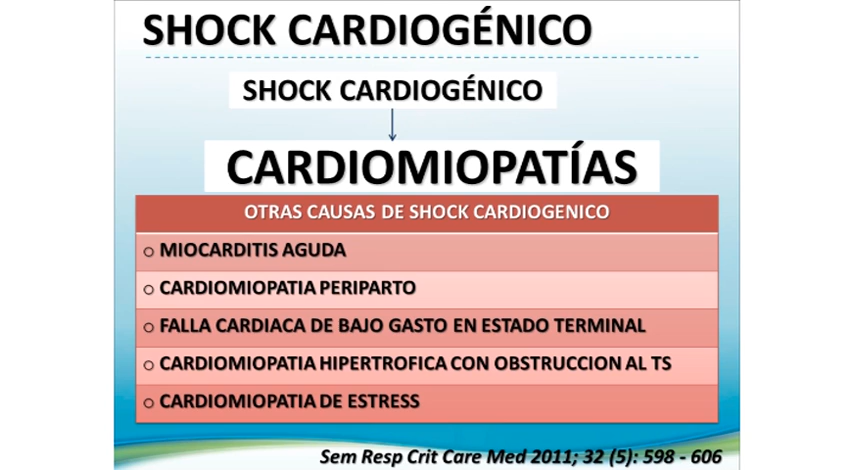 SHOCK CARDIOGÉNICO
SHOCK CARDIOGÉNICO
CARDIOMIOPATÍAS
OTRAS CAUSAS DE SHOCK CARDIOGENICO
o MIOCARDITIS AGUDA
o CARDIOMIOPATIA PERIPARTO
o FALLA CARDIACA DE BAJO GASTO EN ESTADO TERMINAL
o CARDIOMIOPATIA HIPERTROFICA CON OBSTRUCCION AL TS
o CARDIOMIOPATIA DE ESTRESS
Sem Resp Crit Care Med 2011; 32 (5): 598 - 606